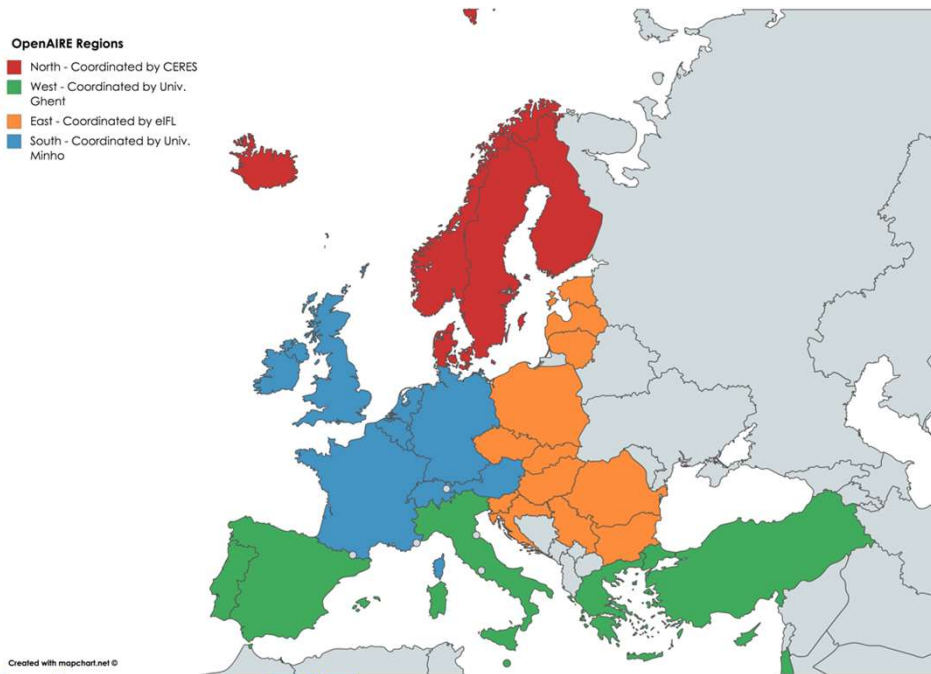 OpenAIRE Regions
North - Coordinated by CERES
West - Coordinated by Univ.
Ghent
East - Coordinated by eIFL
South - Coordinated by Univ.
Minho
Created with mapchart.net ©